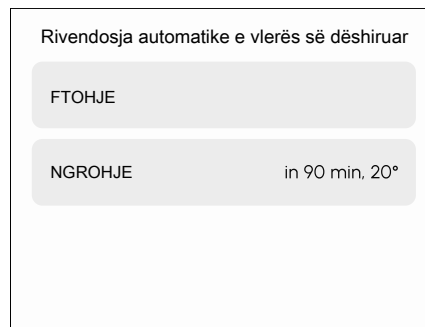 Rivendosja automatike e vlerës së dëshiruar
FTOHJE
NGROHJE in 90 min, 20°